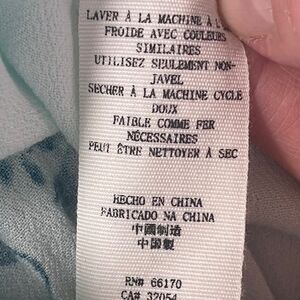 LAVER À LA MACHINE À L
FROIDE AVEC COULEURS
SIMILAIRES
UTILISEZ SEULEMENT NON-
JAVEL
SECHER À LA MACHINE CYCLE
DOUX
FAIBLE COMME FER
NÉCESSAIRES
PEUT ÊTRE NETTOYER À SEC
HECHO EN CHINA
FABRICADO NA CHINA
中國制造
中国製
RN# 66170
CA# 32054